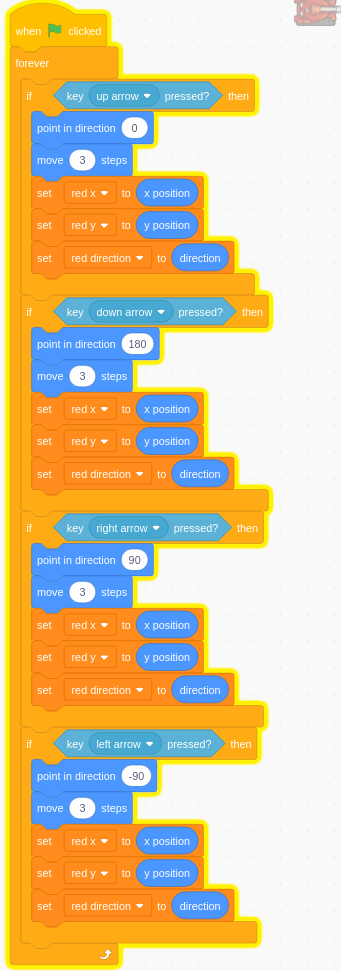 when clicked
forever
if key up arrow pressed? then
point in direction 0
move 3 steps
set red x to x position
set red y to y position
set red direction to direction
if key down arrow pressed? then
point in direction 180
move 3 steps
set red x to x position
set red y to y position
set red direction to direction
if key right arrow pressed? then
point in direction 90
move 3 steps
set red x to x position
set red y to y position
set red direction to direction
if key left arrow pressed? then
point in direction -90
move 3 steps
set red x to x position
set red y to y position
set red direction to direction